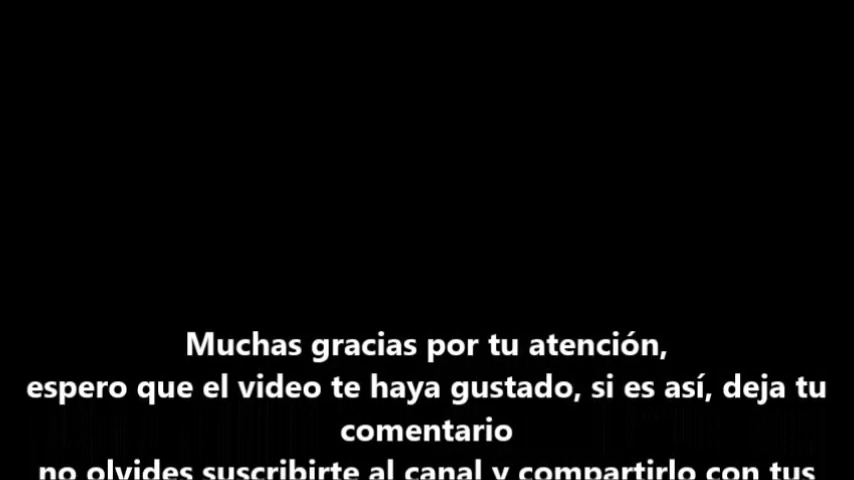 Muchas gracias por tu atención,
espero que el video te haya gustado, si es así, deja tu
comentario
no olvides suscribirte al canal y compartirlo con tus